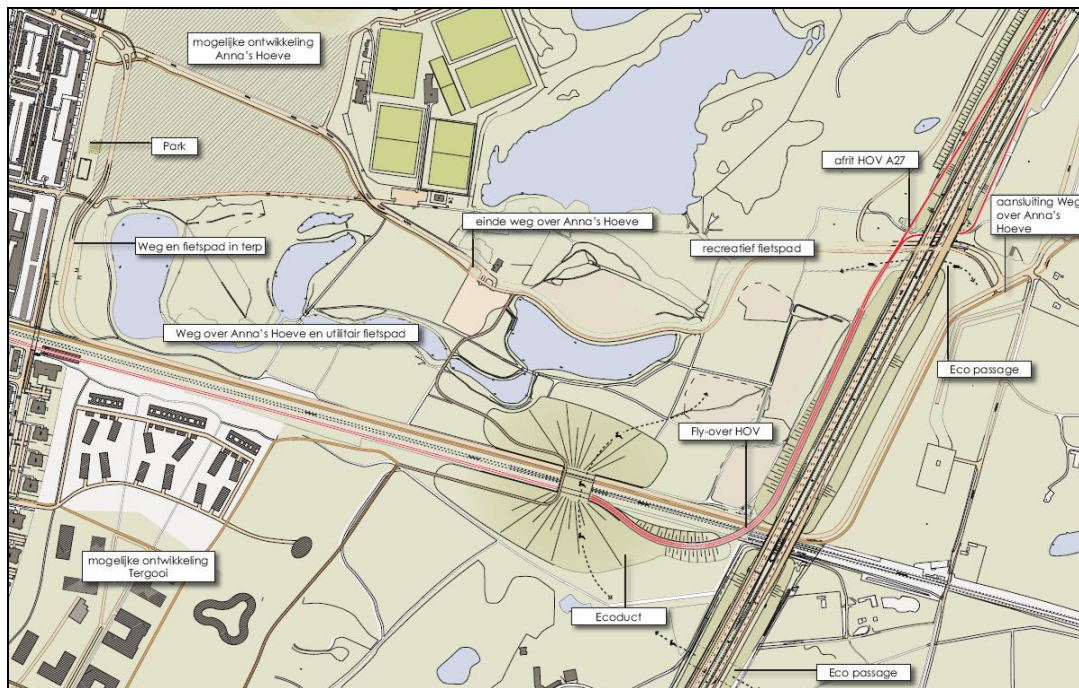 mogelijke ontwikkeling
Anna's Hoeve
Park
afrit HOV A27
aansluiting Weg
over Anna's
Hoeve
einde weg over Anna's Hoeve
Weg en fietspad in terp
recreatief fietspad
Weg over Anna's Hoeve en utilitair fietspad
Eco passage
Fly-over HOV
mogelijke ontwikkeling
Tergooi
Ecoduct
Eco passage